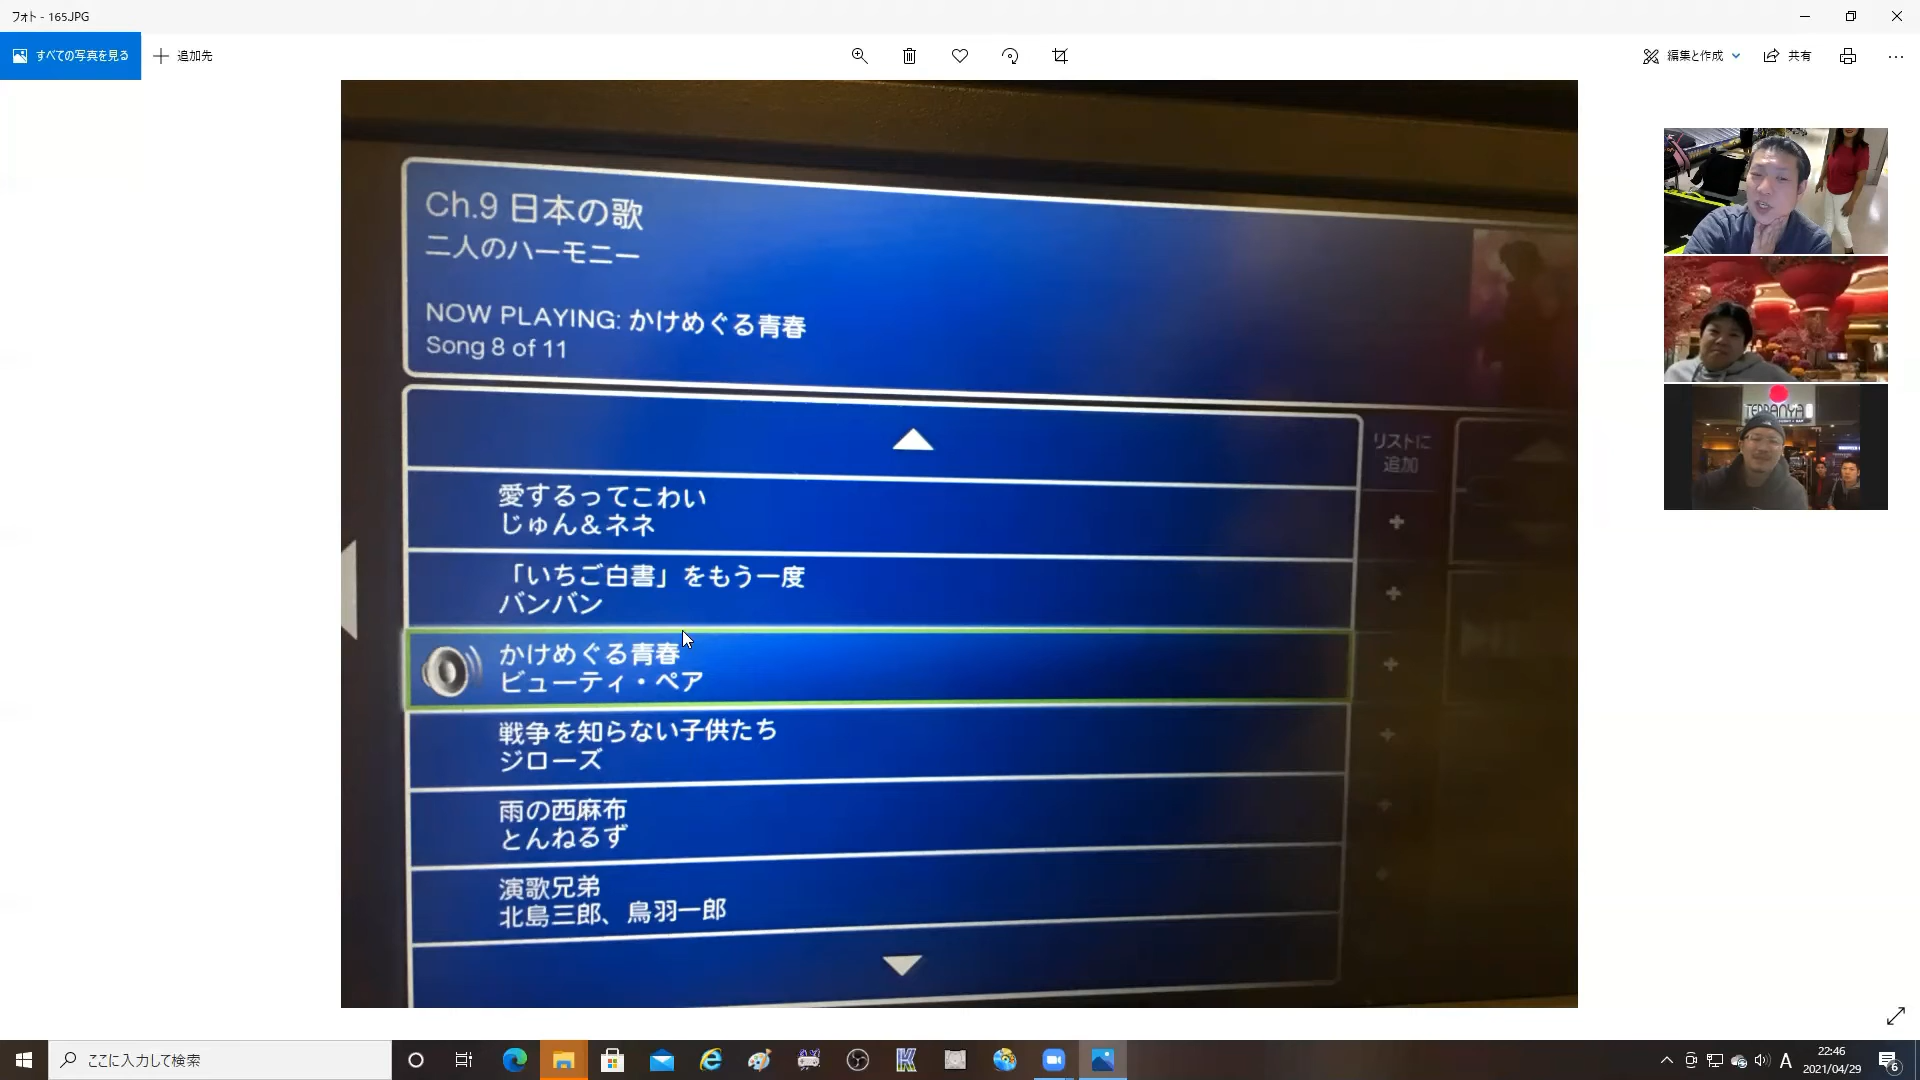 フォト - 165.JPG
すべての写真を見る
追加先
編集と作成
共有
Ch.9 日本の歌
二人のハーモニー
NOW PLAYING: かけめぐる青春
Song 8 of 11
リストに
追加
愛するってこわい
じゅん&ネネ
「いちご白書」をもう一度
バンバン
かけめぐる青春
ビューティ・ペア
戦争を知らない子供たち
ジローズ
雨の西麻布
とんねるず
演歌兄弟
北島三郎、鳥羽一郎
TEPPANYAKI
ここに入力して検索
A
22:46
2021/04/29
6